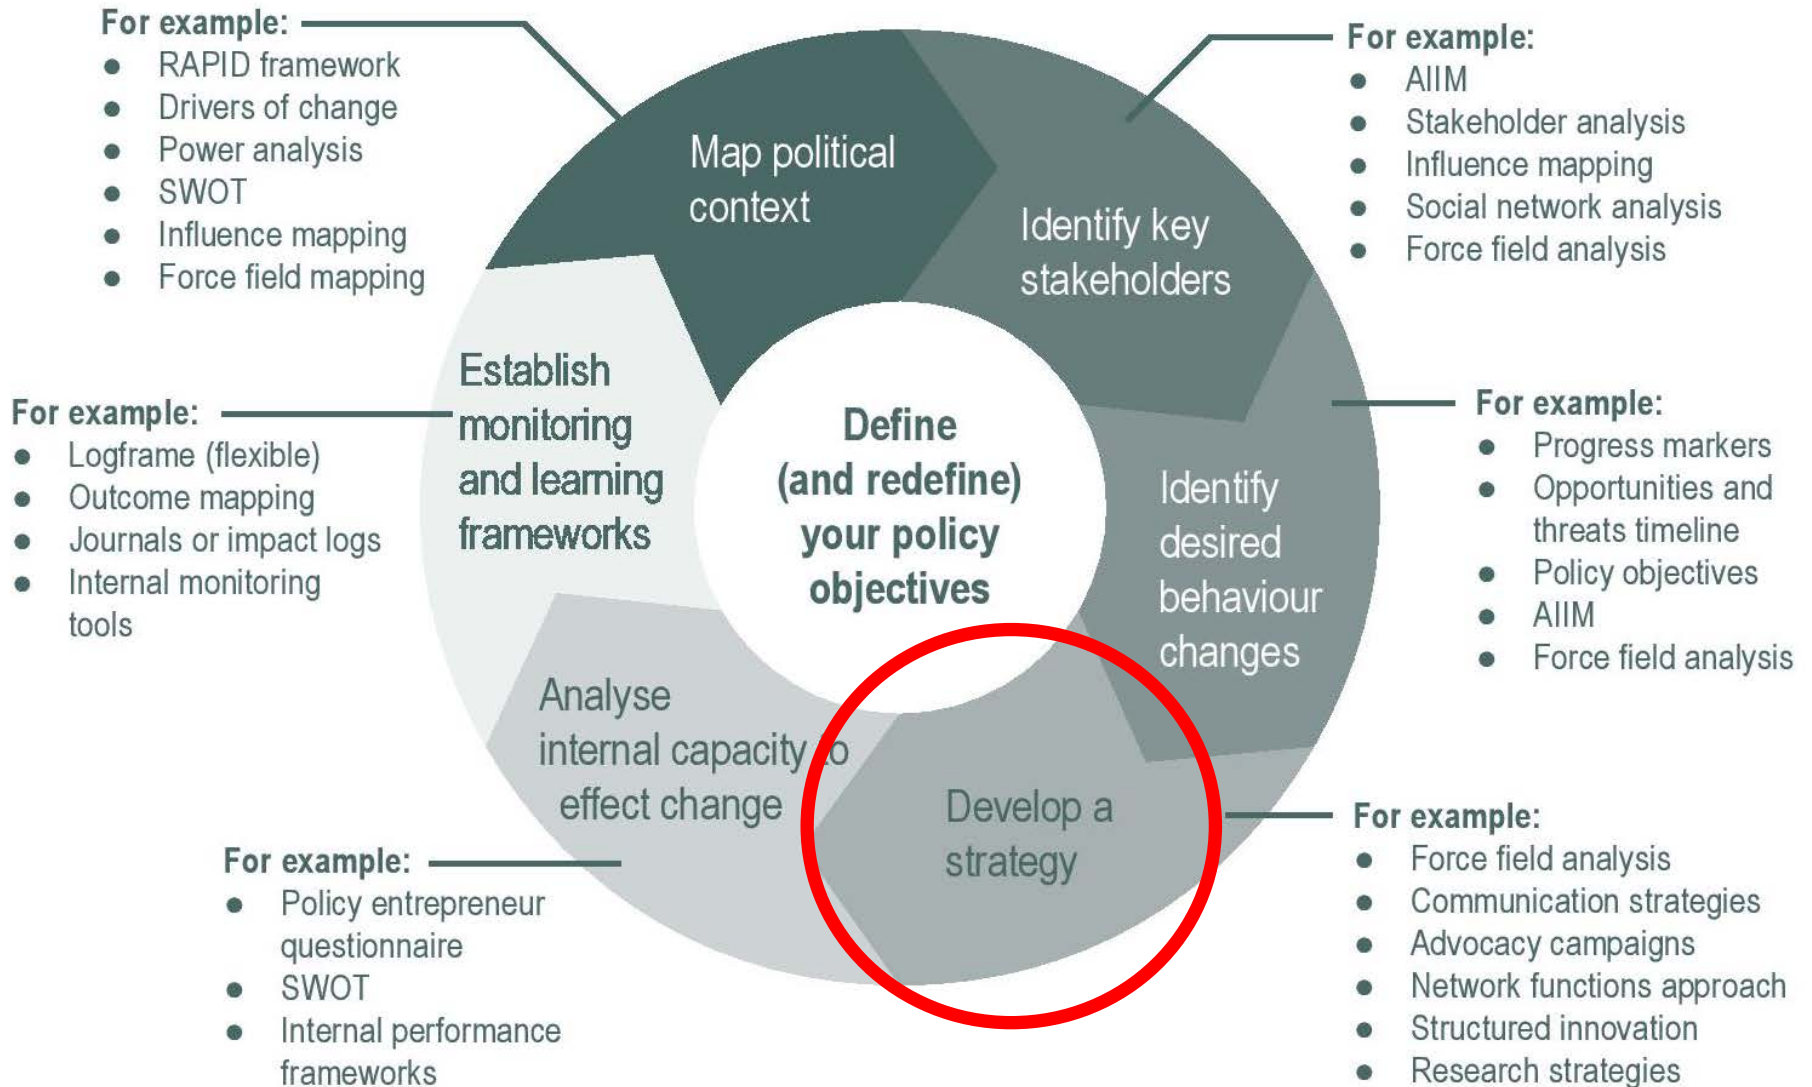 For example:
● RAPID framework
● Drivers of change
● Power analysis
● SWOT
● Influence mapping
● Force field mapping
For example:
● AIIM
● Stakeholder analysis
● Influence mapping
● Social network analysis
● Force field analysis
Map political
context
Identify key
stakeholders
For example:
● Logframe (flexible)
● Outcome mapping
● Journals or impact logs
● Internal monitoring
tools
Establish
monitoring
and learning
frameworks
Define
(and redefine)
your policy
objectives
Identify
desired
behaviour
changes
For example:
● Progress markers
● Opportunities and
threats timeline
● Policy objectives
● AIIM
● Force field analysis
Analyse
internal capacity to
effect change
Develop a
strategy
For example:
● Policy entrepreneur
questionnaire
● SWOT
● Internal performance
frameworks
For example:
● Force field analysis
● Communication strategies
● Advocacy campaigns
● Network functions approach
● Structured innovation
● Research strategies